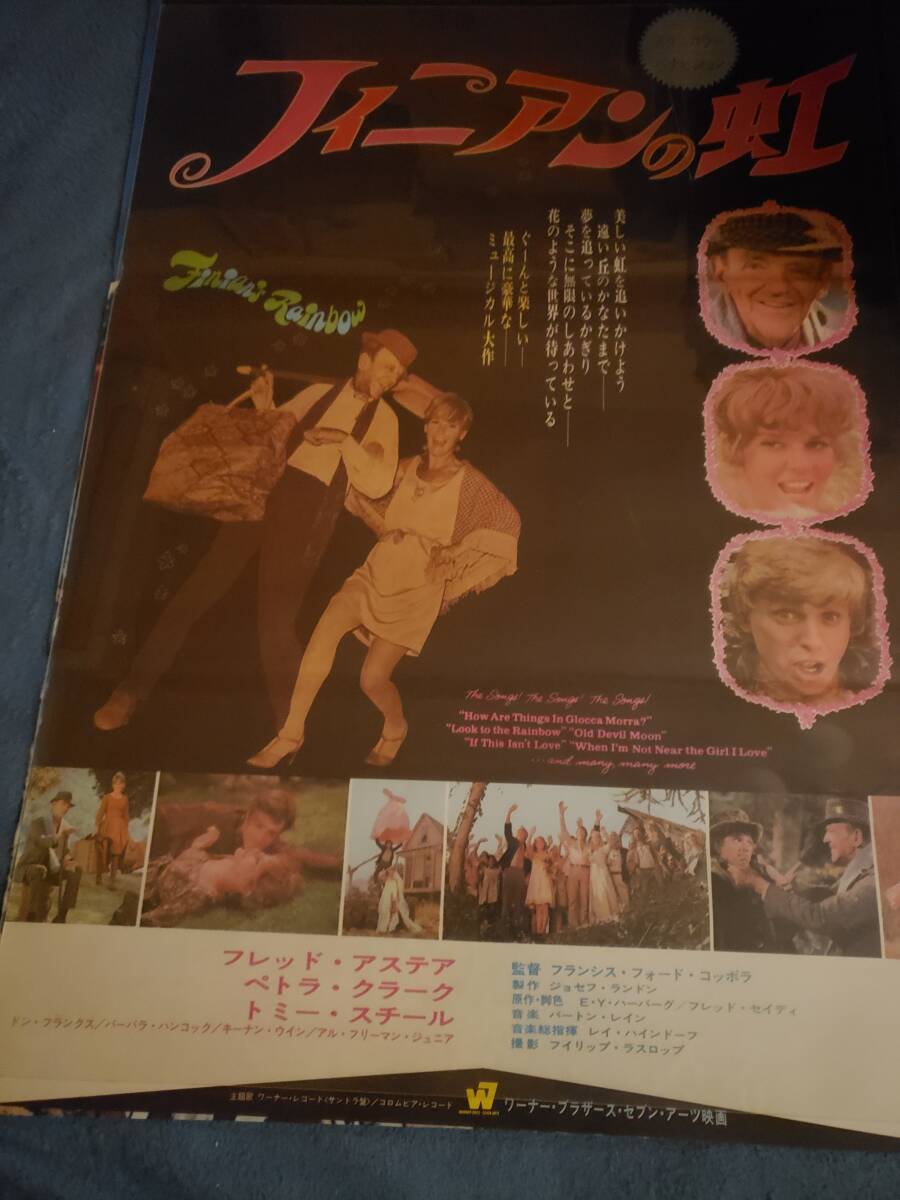 フィニアンの虹
Finian's Rainbow
美しい虹を追いかけよう
遠い丘のかなたまで――
夢を追っているかぎり
そこに無限のしあわせと――
花のような世界が待っている
ぐーんと楽しい――
最高に豪華な――
ミュージカル大作
The Songs! The Songs! The Songs!
"How Are Things In Glocca Morra?"
"Look to the Rainbow" "Old Devil Moon"
"If This Isn't Love" "When I'm Not Near the Girl I Love"
...and many, many more
フレッド・アステア
ペトラ・クラーク
トミー・スチール
ドン・フランクス/バーバラ・ハンコック/キーナン・ウイン/アル・フリーマン・ジュニア
監督 フランシス・フォード・コッポラ
製作 ジョセフ・ランドン
原作・脚色 E・Y・ハーバーグ/フレッド・セイディ
音楽 バートン・レイン
音楽総指揮 レイ・ハインドーフ
撮影 フイリップ・ラスロップ
主題歌 ワーナー・レコード〈サントラ盤〉/コロムビア・レコード
ワーナー・ブラザース・セブン・アーツ映画